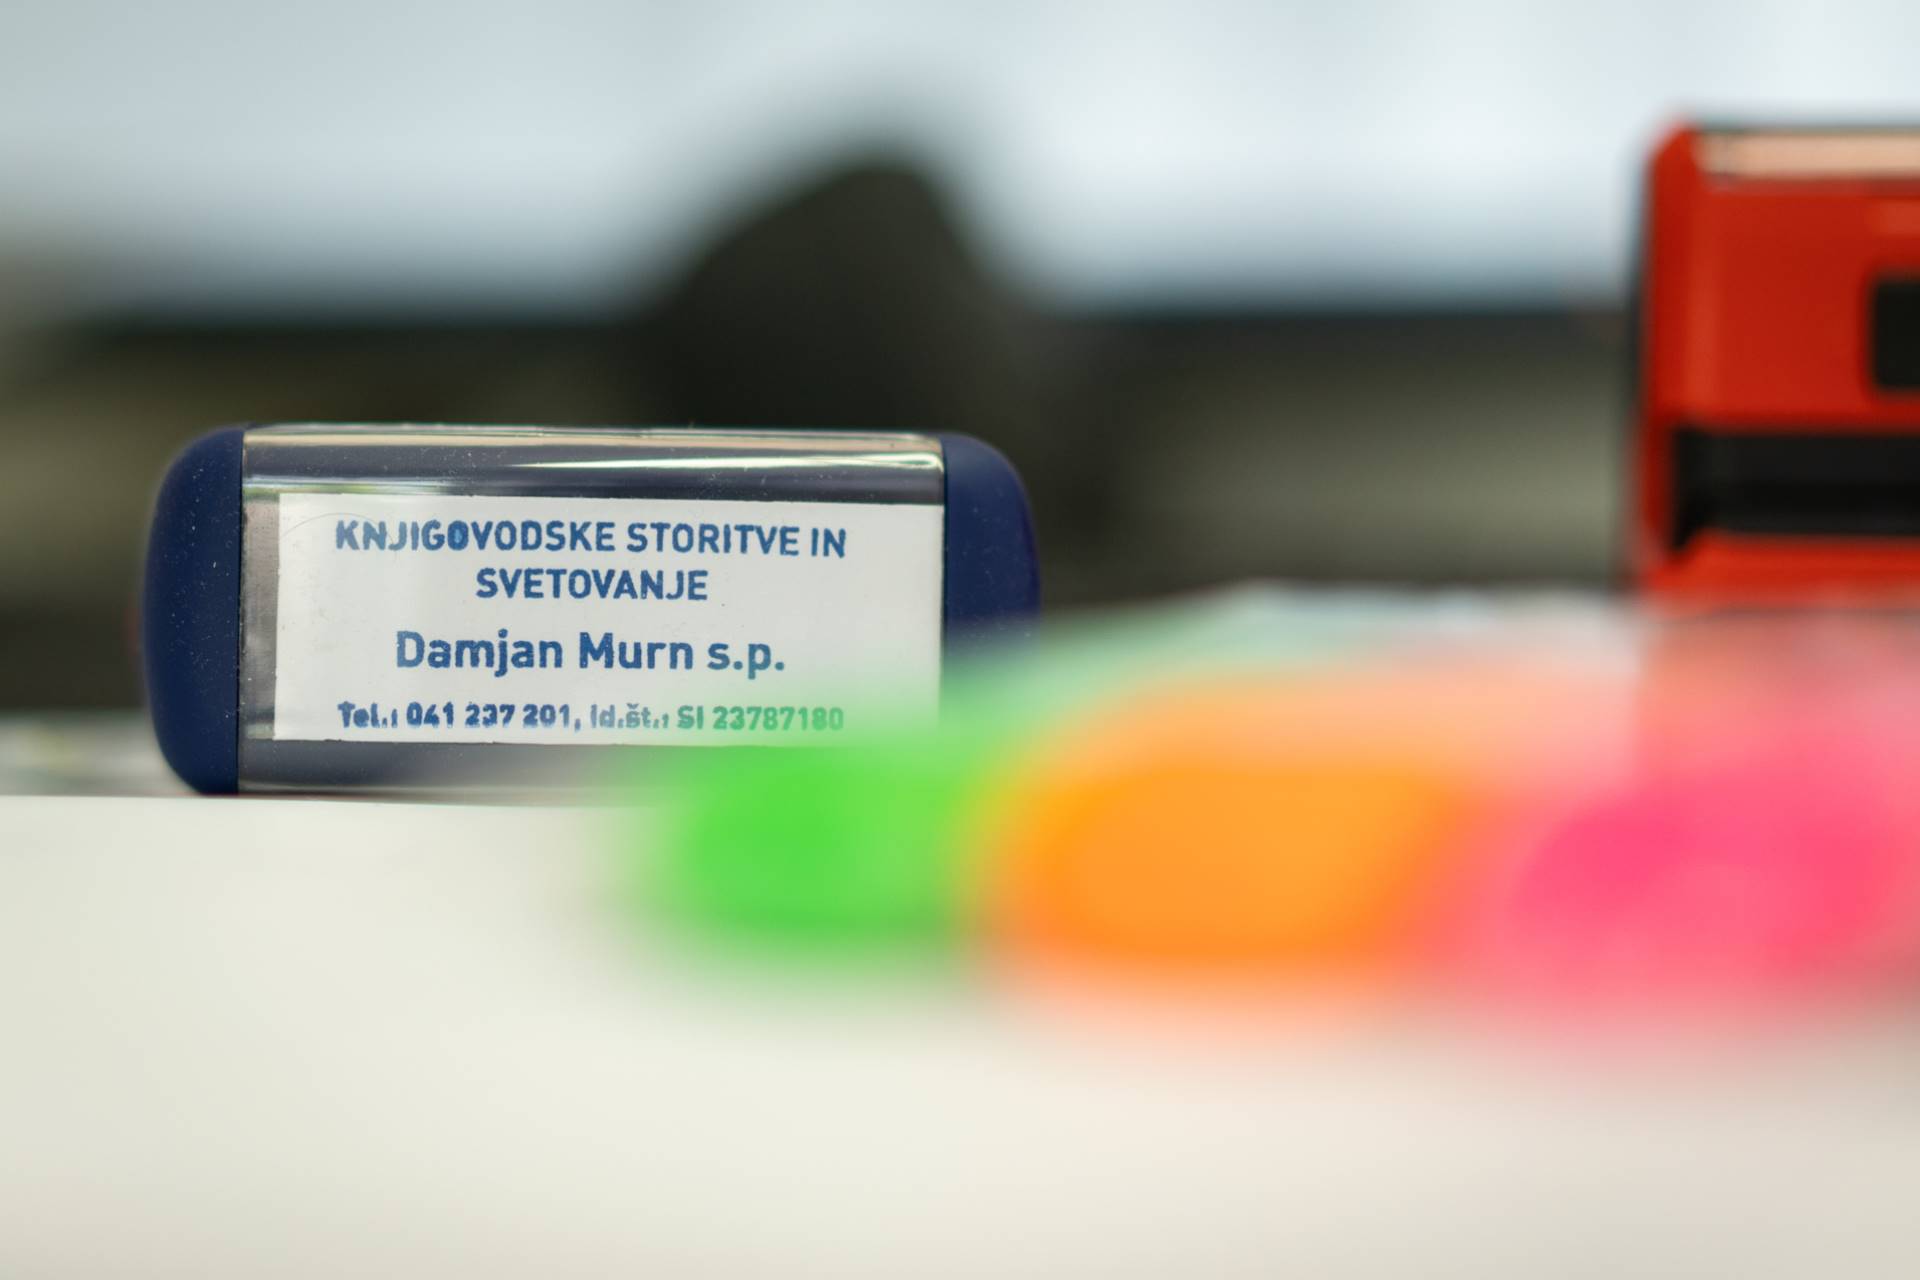 KNJIGOVODSKE STORITVE IN
SVETOVANJE
Damjan Murn s.p.
Tel.: 041 237 201, id.št.: SI 23787180